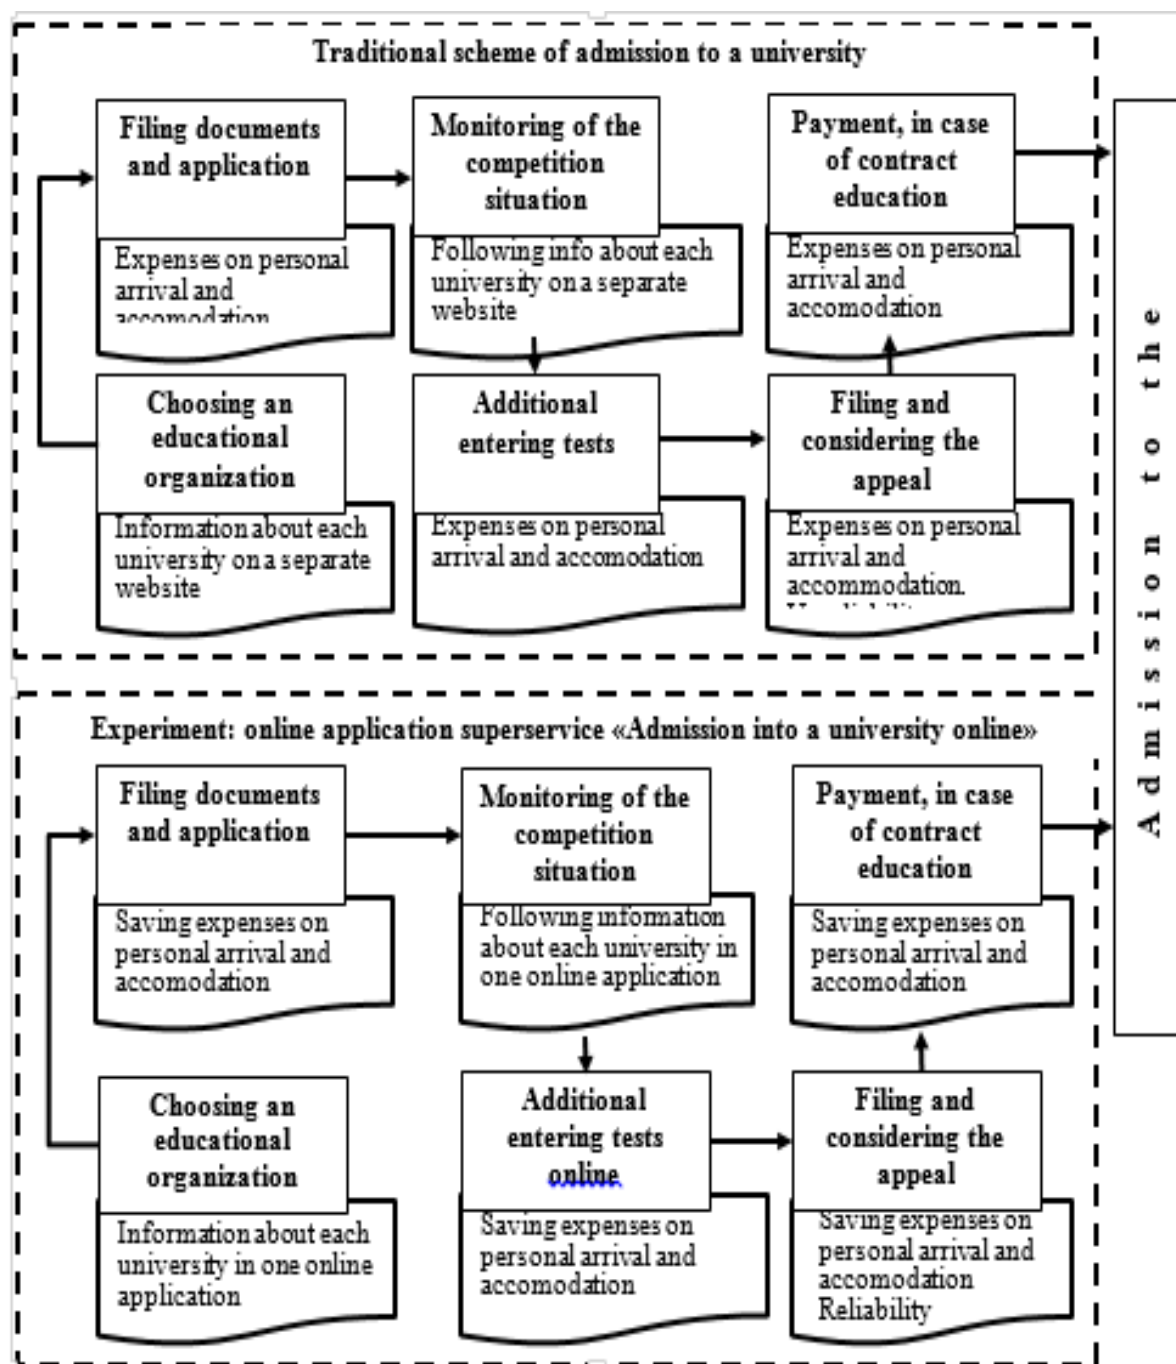 Traditional scheme of admission to a university
Filing documents
and application
Expenses on personal
arrival and
accomodation
Monitoring of the
competition
situation
Following info about each
university on a separate
website
Payment, in case
of contract
education
Expenses on personal
arrival and
accomodation
Choosing an
educational
organization
Information about each
university on a separate
website
Additional
entering tests
Expenses on personal
arrival and accomodation
Filing and
considering the
appeal
Expenses on personal
arrival and
accommodation.
Admission to the
Experiment: online application superservice «Admission into a university online»
Filing documents
and application
Saving expenses on
personal arrival and
accomodation
Monitoring of the
competition
situation
Following information
about each university in
one online application
Payment, in case
of contract
education
Saving expenses on
personal arrival and
accomodation
Choosing an
educational
organization
Information about each
university in one online
application
Additional
entering tests
online
Saving expenses on
personal arrival and
accomodation
Filing and
considering the
appeal
Saving expenses on
personal arrival and
accomodation
Reliability